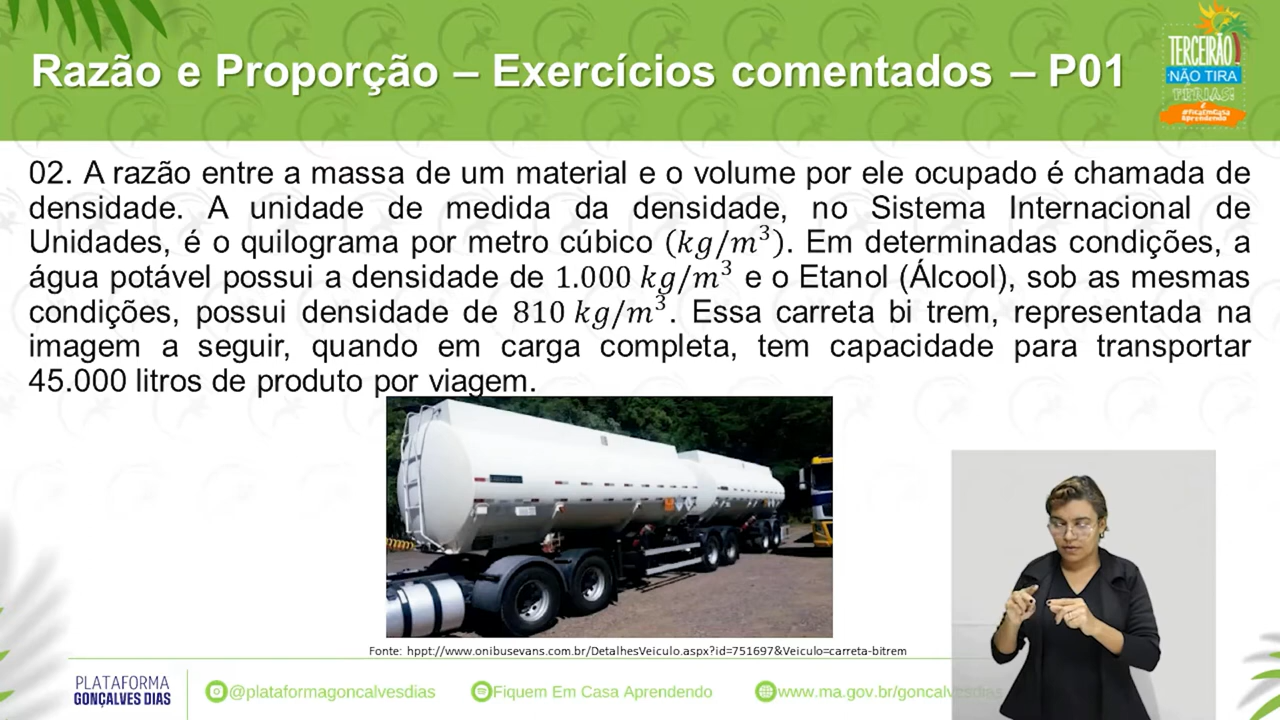 Razão e Proporção – Exercícios comentados – P01
TERCEIRÃO!
NÃO TIRA
FÉRIAS!
É
#FiqueEmCasa
Aprendendo
02. A razão entre a massa de um material e o volume por ele ocupado é chamada de
densidade. A unidade de medida da densidade, no Sistema Internacional de
Unidades, é o quilograma por metro cúbico (kg/m³). Em determinadas condições, a
água potável possui a densidade de 1.000 kg/m³ e o Etanol (Álcool), sob as mesmas
condições, possui densidade de 810 kg/m³. Essa carreta bi trem, representada na
imagem a seguir, quando em carga completa, tem capacidade para transportar
45.000 litros de produto por viagem.
Fonte: hppt://www.onibusevans.com.br/DetalhesVeiculo.aspx?id=751697&Veiculo=carreta-bitrem
PLATAFORMA
GONÇALVES DIAS
@plataformagoncalvesdias
Fiquem Em Casa Aprendendo
www.ma.gov.br/goncalvesdias